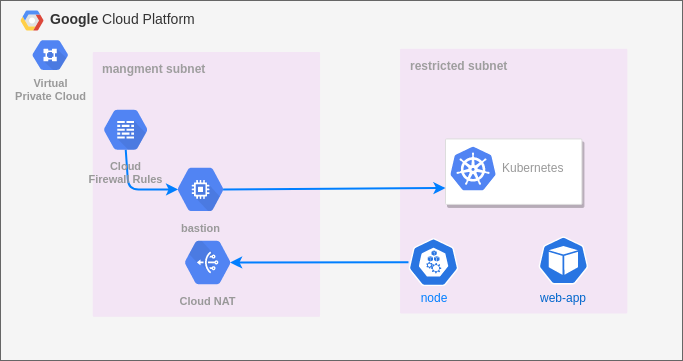 Google Cloud Platform
Virtual
Private Cloud
mangment subnet
Cloud
Firewall Rules
bastion
Cloud NAT
restricted subnet
Kubernetes
node
web-app